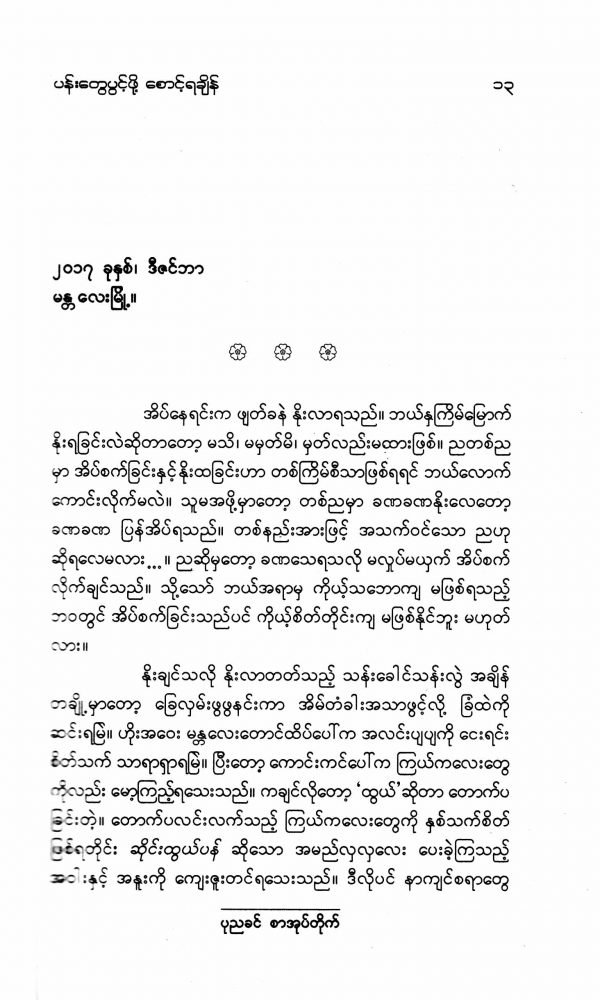 ပန်းတွေပွင့်ဖို့ စောင့်ရချိန် ၁၃
၂၀၁၇ ခုနှစ်၊ ဒီဇင်ဘာ
မန္တလေးမြို့။
အိပ်နေရင်းက ဖျတ်ခနဲ နိုးလာရသည်။ ဘယ်နှကြိမ်မြောက်
နိုးရခြင်းလဲဆိုတာတော့ မသိ၊ မမှတ်မိ၊ မှတ်လည်းမထားဖြစ်။ ညတစ်ည
မှာ အိပ်စက်ခြင်းနှင့်နိုးထခြင်းဟာ တစ်ကြိမ်စီသာဖြစ်ရရင် ဘယ်လောက်
ကောင်းလိုက်မလဲ။ သူမအဖို့မှာတော့ တစ်ညမှာ ခဏခဏနိုးလေတော့
ခဏခဏ ပြန်အိပ်ရသည်။ တစ်နည်းအားဖြင့် အသက်ဝင်သော ညဟု
ဆိုရလေမလား...။ ညဆိုမှတော့ ခဏသေရသလို မလှုပ်မယှက် အိပ်စက်
လိုက်ချင်သည်။ သို့သော် ဘယ်အရာမှ ကိုယ့်သဘောကျ မဖြစ်ရသည့်
ဘဝတွင် အိပ်စက်ခြင်းသည်ပင် ကိုယ့်စိတ်တိုင်းကျ မဖြစ်နိုင်ဘူး မဟုတ်
လား။
နိုးချင်သလို နိုးလာတတ်သည့် သန်းခေါင်သန်းလွဲ အချိန်
ဘချို့မှာတော့ ခြေလှမ်းဖွဖွနင်းကာ အိမ်တံခါးအသာဖွင့်လို့ ခြံထဲကို
ဆင်းရမြဲ။ ဟိုးအဝေး မန္တလေးတောင်ထိပ်ပေါ်က အလင်းပျပျကို ငေးရင်း
စိတ်သက် သာရာရှာရမြဲ။ ပြီးတော့ ကောင်းကင်ပေါ်က ကြယ်ကလေးတွေ
ကိုလည်း မော့ကြည့်ရသေးသည်။ ကချင်လိုတော့ ‘ထွယ်’ဆိုတာ တောက်ပ
ခြင်းတဲ့။ တောက်ပလင်းလက်သည့် ကြယ်ကလေးတွေကို နှစ်သက်စိတ်
ဖြစ်ရတိုင်း ဆိုင်းထွယ်ပန် ဆိုသော အမည်လှလှလေး ပေးခဲ့ကြသည့်
အဝါးနှင့် အနူးကို ကျေးဇူးတင်ရသေးသည်။ ဒီလိုပင် နာကျင်စရာတွေ
ပုညခင် စာအုပ်တိုက်